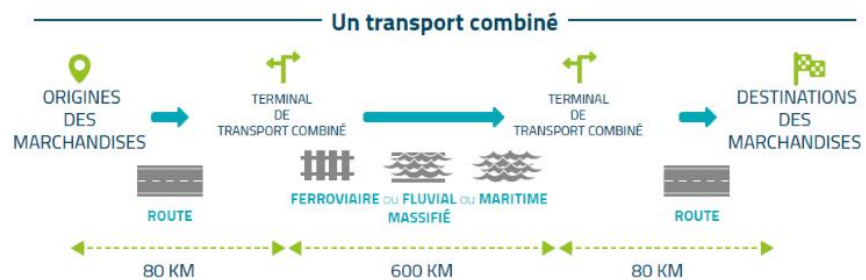 Un transport combiné
ORIGINES
DES
MARCHANDISES
TERMINAL
DE
TRANSPORT COMBINÉ
TERMINAL
DE
TRANSPORT COMBINÉ
DESTINATIONS
DES
MARCHANDISES
ROUTE
FERROVIAIRE ou FLUVIAL ou MARITIME
MASSIFIÉ
ROUTE
80 KM
600 KM
80 KM